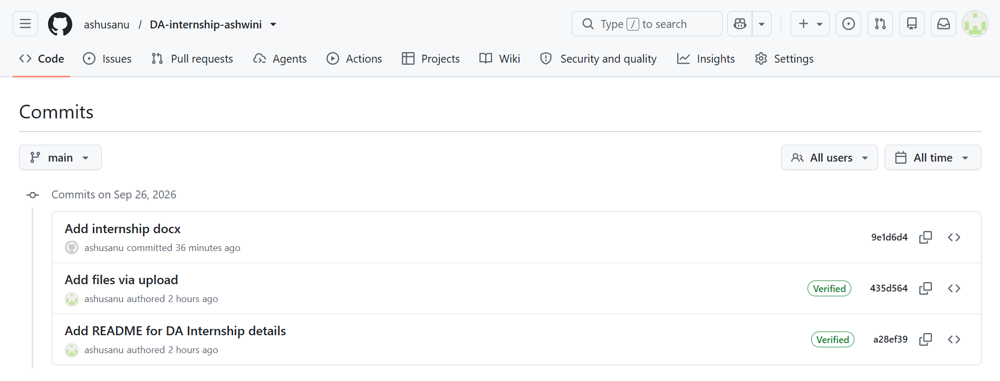 ashusanu / DA-internship-ashwini
Type / to search
Code Issues Pull requests Agents Actions Projects Wiki Security and quality Insights Settings
Commits
main
All users All time
Commits on Sep 26, 2026
Add internship docx
9e1d6d4
ashusanu committed 36 minutes ago
Add files via upload
Verified 435d564
ashusanu authored 2 hours ago
Add README for DA Internship details
Verified a28ef39
ashusanu authored 2 hours ago